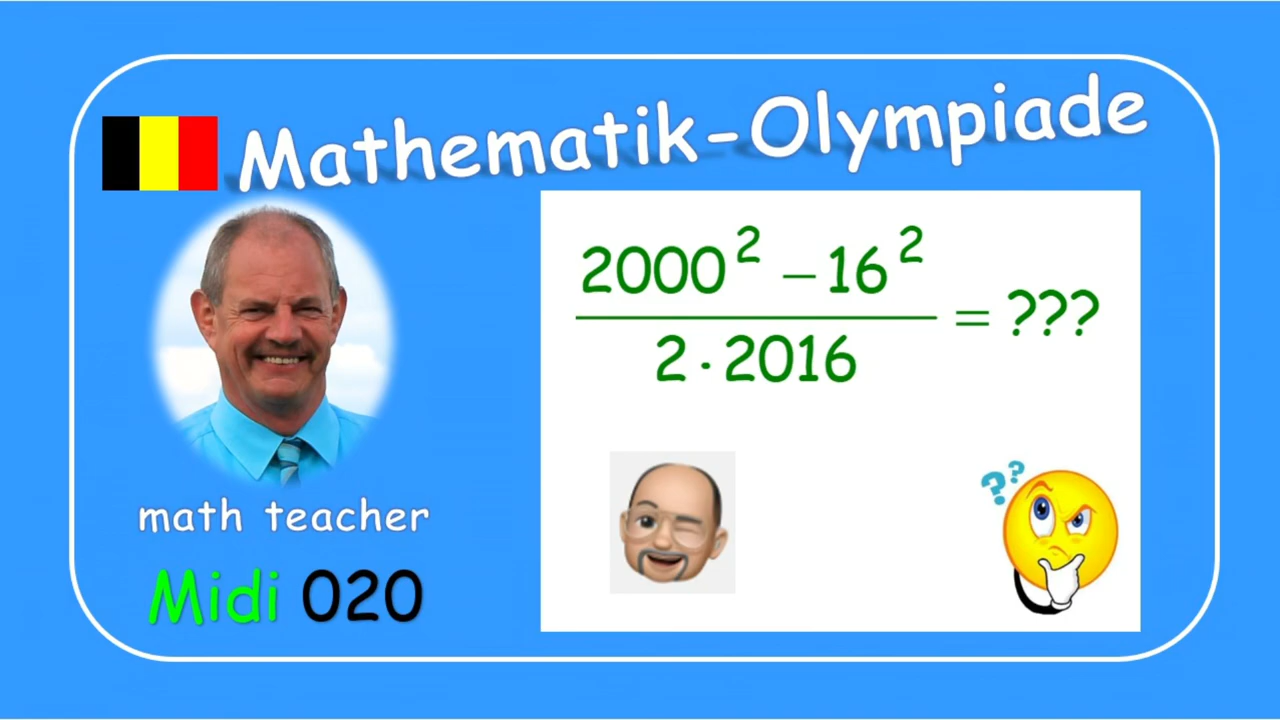 Mathematik-Olympiade
2000² – 16²
2 · 2016
= ???
??
math teacher
Midi 020